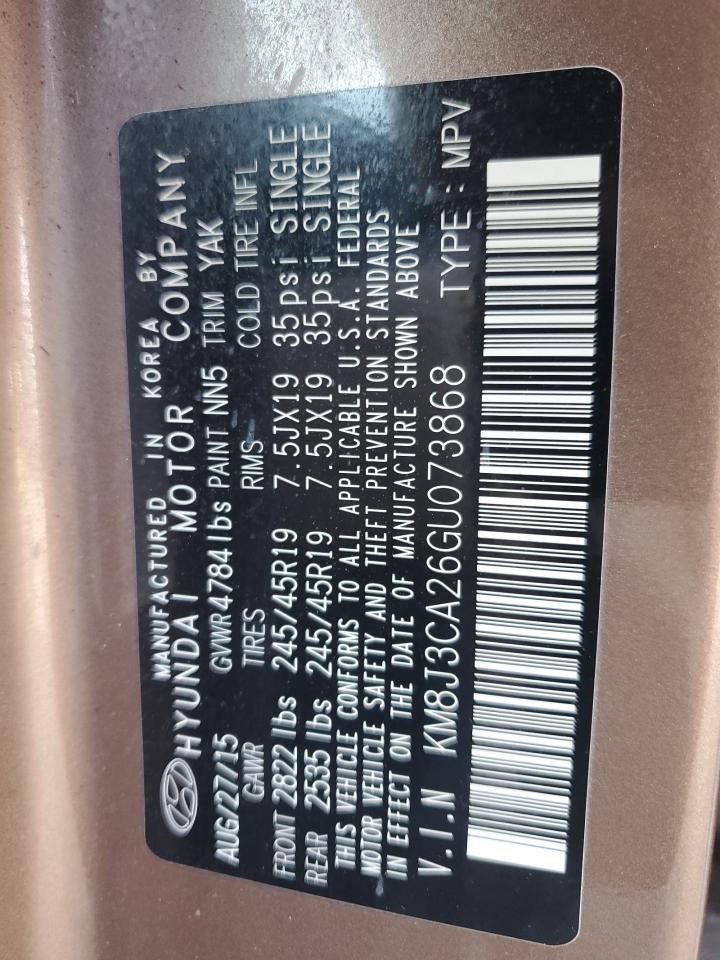 MANUFACTURED IN KOREA BY
HYUNDAI MOTOR COMPANY
AUG/27/15 GVWR 4784 lbs PAINT NN5 TRIM YAK
GAWR TIRES RIMS COLD TIRE INFL
FRONT 2822 lbs 245/45R19 7.5JX19 35psi SINGLE
REAR 2535 lbs 245/45R19 7.5JX19 35psi SINGLE
THIS VEHICLE CONFORMS TO ALL APPLICABLE U.S.A. FEDERAL
MOTOR VEHICLE SAFETY AND THEFT PREVENTION STANDARDS
IN EFFECT ON THE DATE OF MANUFACTURE SHOWN ABOVE
V.I.N KM8J3CA26GU073868 TYPE : MPV